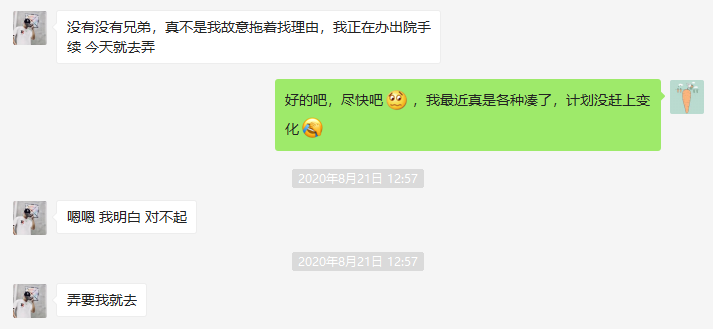 没有没有兄弟，真不是我故意拖着找理由，我正在办出院手
续 今天就去弄
好的吧，尽快吧🥴，我最近真是各种凑了，计划没赶上变
化🤣
2020年8月21日 12:57
嗯嗯 我明白 对不起
2020年8月21日 12:57
弄要我就去